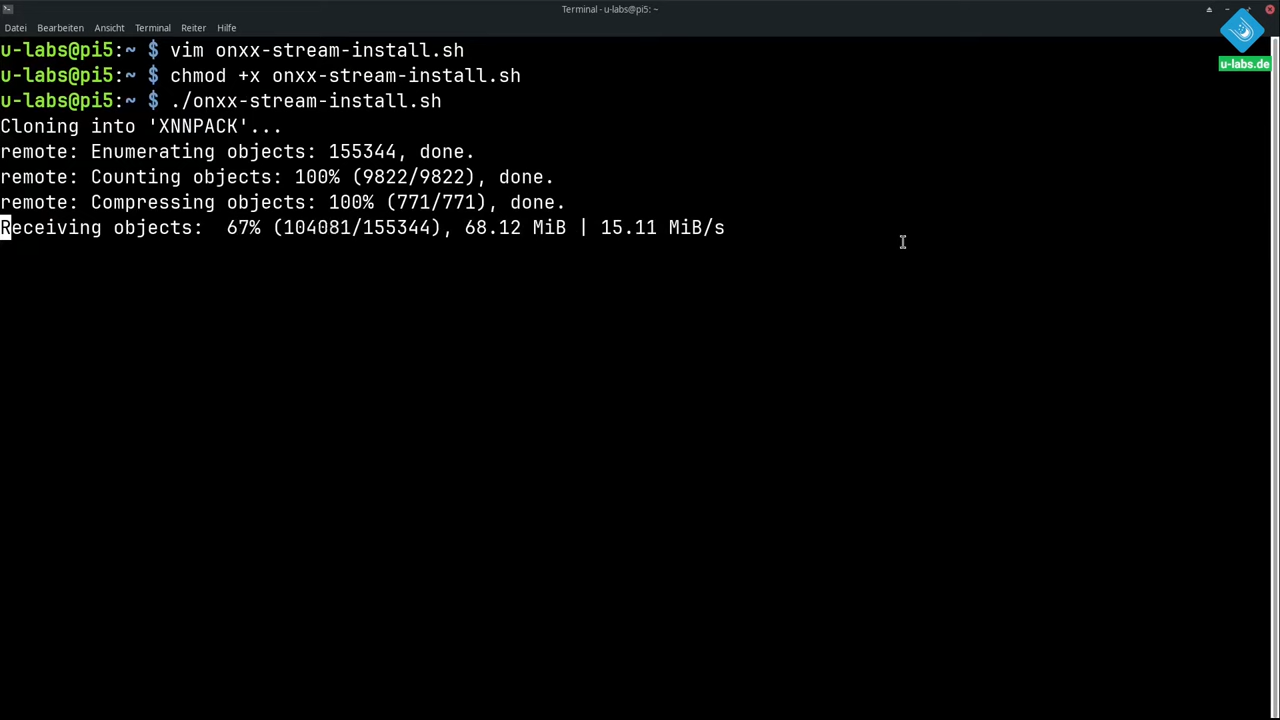 Terminal - u-labs@pi5: ~
Datei Bearbeiten Ansicht Terminal Reiter Hilfe
u-labs@pi5:~ $ vim onxx-stream-install.sh
u-labs@pi5:~ $ chmod +x onxx-stream-install.sh
u-labs@pi5:~ $ ./onxx-stream-install.sh
Cloning into 'XNNPACK'...
remote: Enumerating objects: 155344, done.
remote: Counting objects: 100% (9822/9822), done.
remote: Compressing objects: 100% (771/771), done.
Receiving objects:  67% (104081/155344), 68.12 MiB | 15.11 MiB/s
u-labs.de